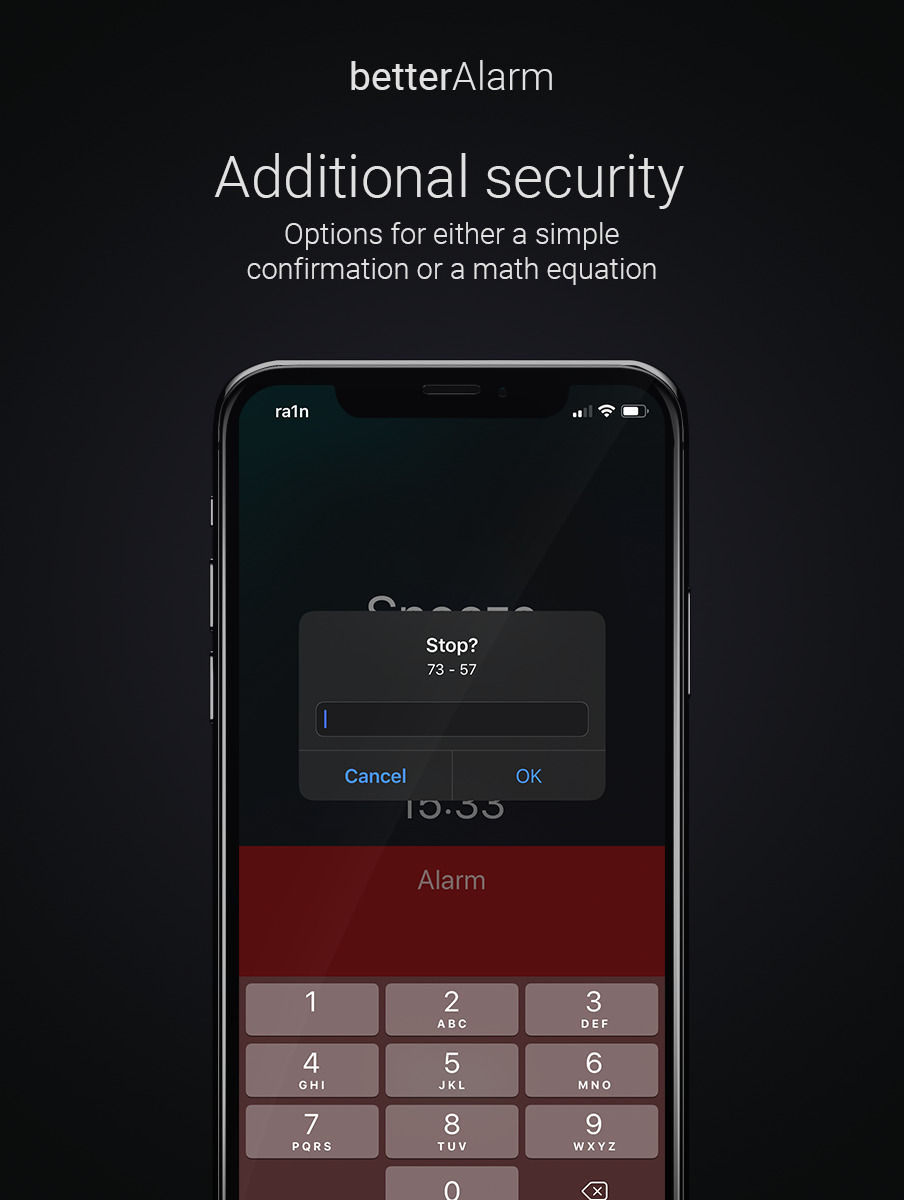 betterAlarm
Additional security
Options for either a simple
confirmation or a math equation
ra1n
Snooze
Stop?
73 - 57
Cancel
OK
15:33
Alarm
1
2
ABC
3
DEF
4
GHI
5
JKL
6
MNO
7
PQRS
8
TUV
9
WXYZ
0